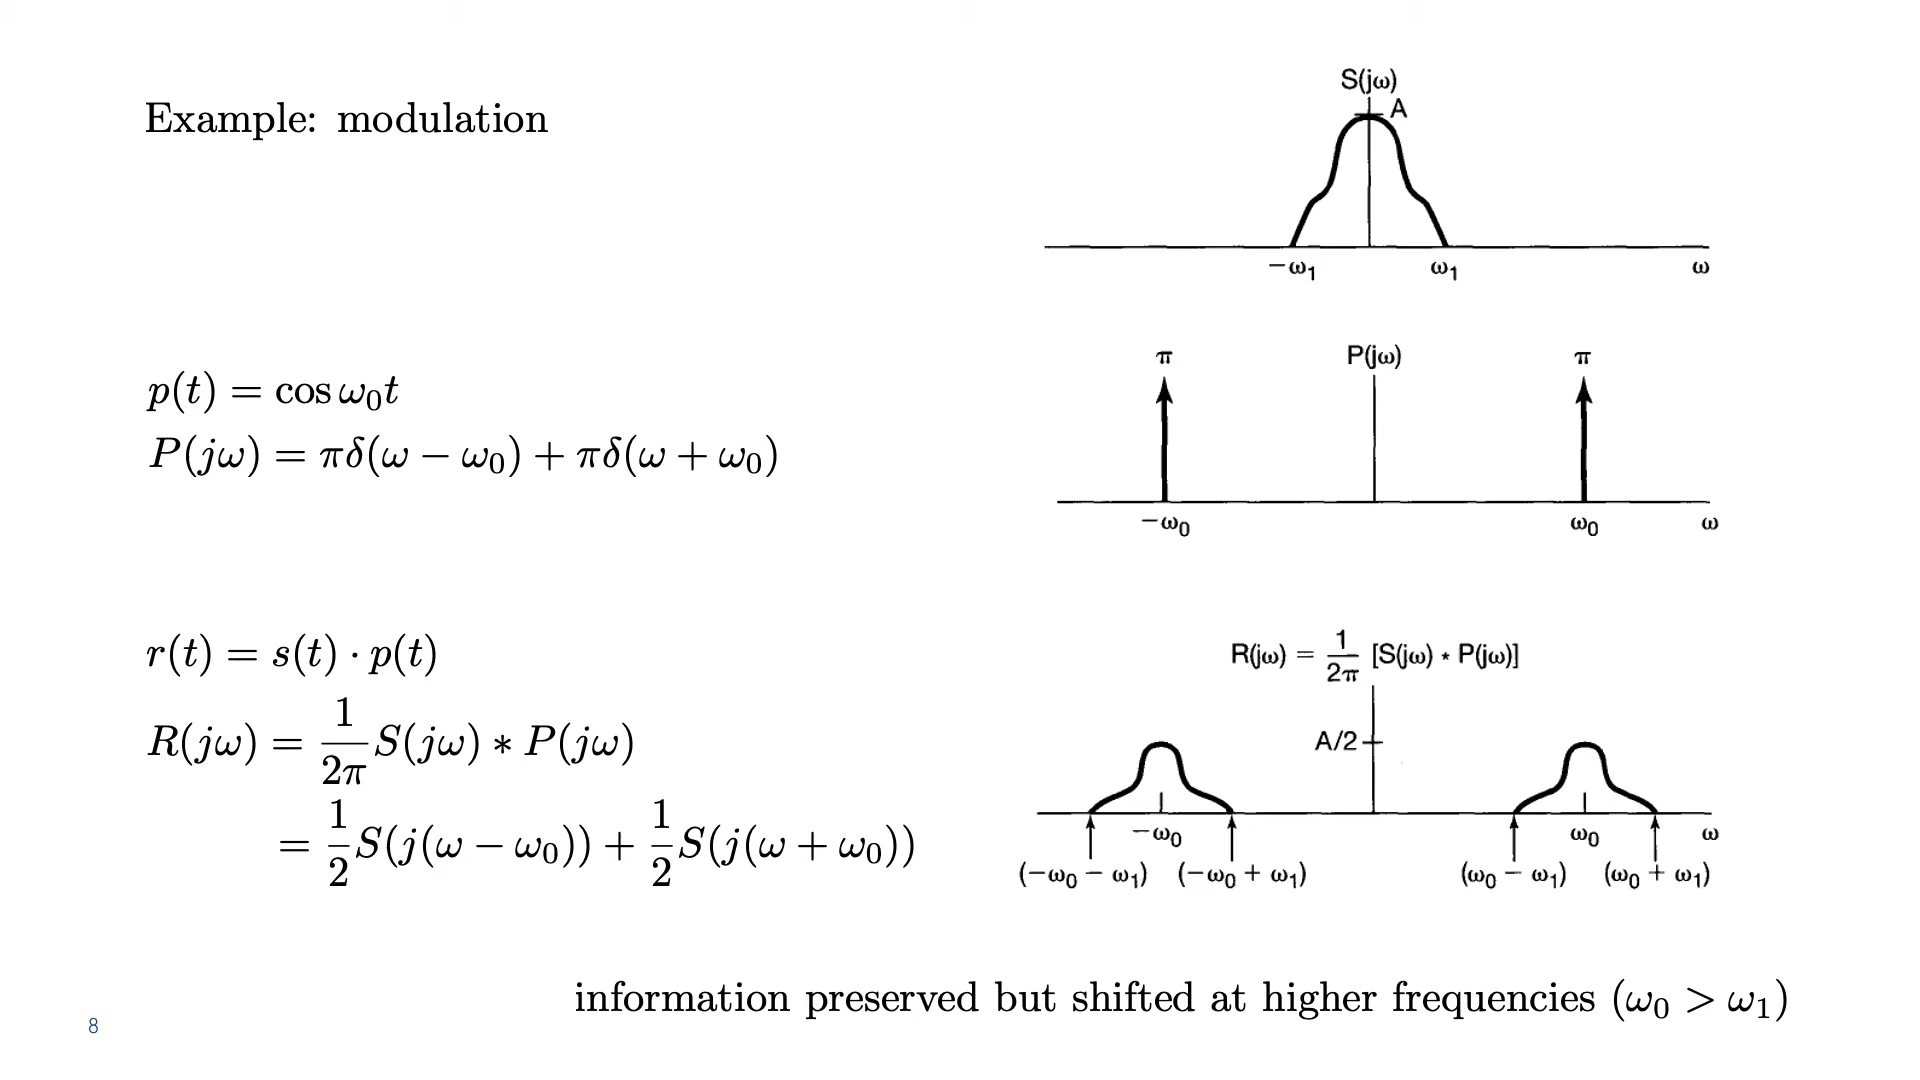 Example: modulation
S(jω)
A
−ω₁
ω₁
ω
p(t) = cos ω₀t
P(jω) = πδ(ω − ω₀) + πδ(ω + ω₀)
π
P(jω)
π
−ω₀
ω₀
ω
r(t) = s(t) · p(t)
R(jω) = 1/2π S(jω) ∗ P(jω)
= 1/2 S(j(ω − ω₀)) + 1/2 S(j(ω + ω₀))
R(jω) = 1/2π [S(jω) * P(jω)]
A/2
−ω₀
ω₀
ω
(−ω₀ − ω₁)
(−ω₀ + ω₁)
(ω₀ − ω₁)
(ω₀ + ω₁)
information preserved but shifted at higher frequencies (ω₀ > ω₁)
8